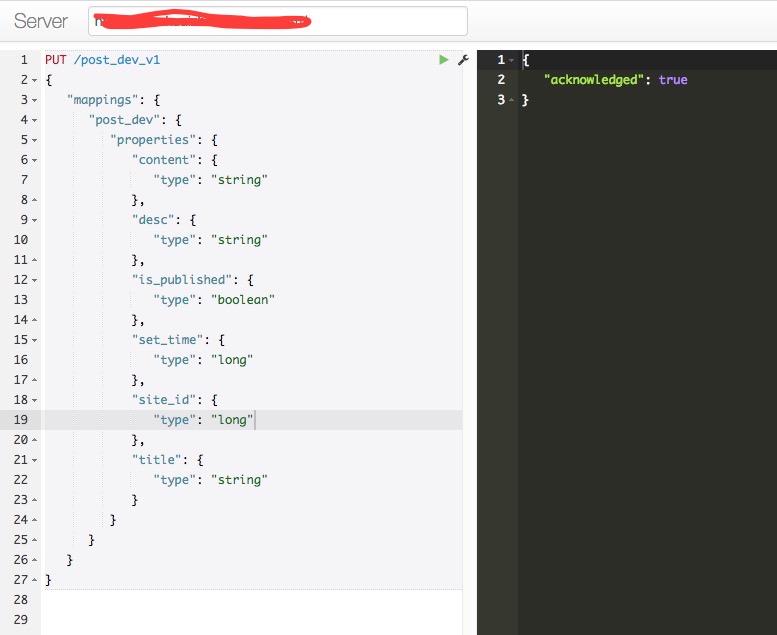 Server
1 PUT /post_dev_v1
2 {
3 "mappings": {
4 "post_dev": {
5 "properties": {
6 "content": {
7 "type": "string"
8 },
9 "desc": {
10 "type": "string"
11 },
12 "is_published": {
13 "type": "boolean"
14 },
15 "set_time": {
16 "type": "long"
17 },
18 "site_id": {
19 "type": "long"
20 },
21 "title": {
22 "type": "string"
23 }
24 }
25 }
26 }
27 }
28
29
1 {
2 "acknowledged": true
3 }